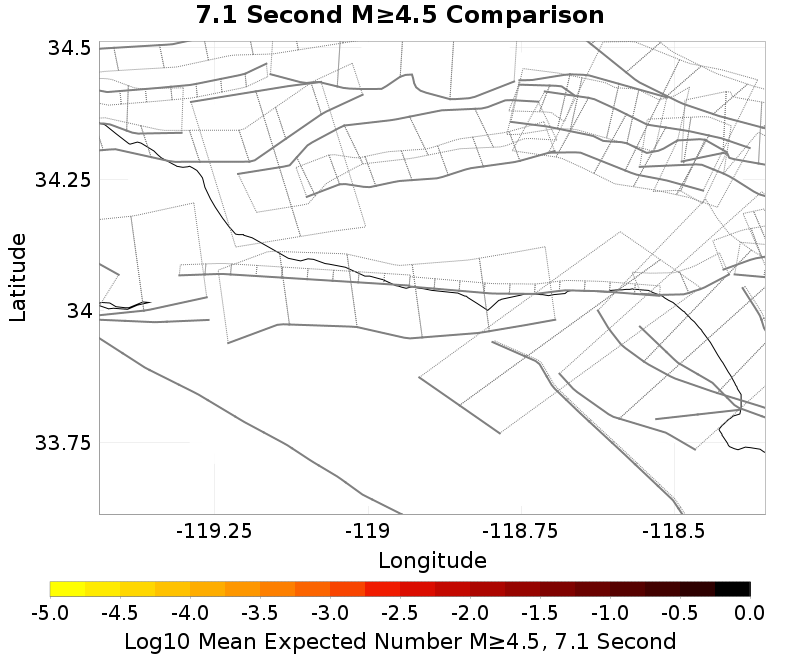 7.1 Second M≥4.5 Comparison
34.5
34.25
34
33.75
Latitude
-119.25 -119 -118.75 -118.5
Longitude
-5.0 -4.5 -4.0 -3.5 -3.0 -2.5 -2.0 -1.5 -1.0 -0.5 0.0
Log10 Mean Expected Number M≥4.5, 7.1 Second